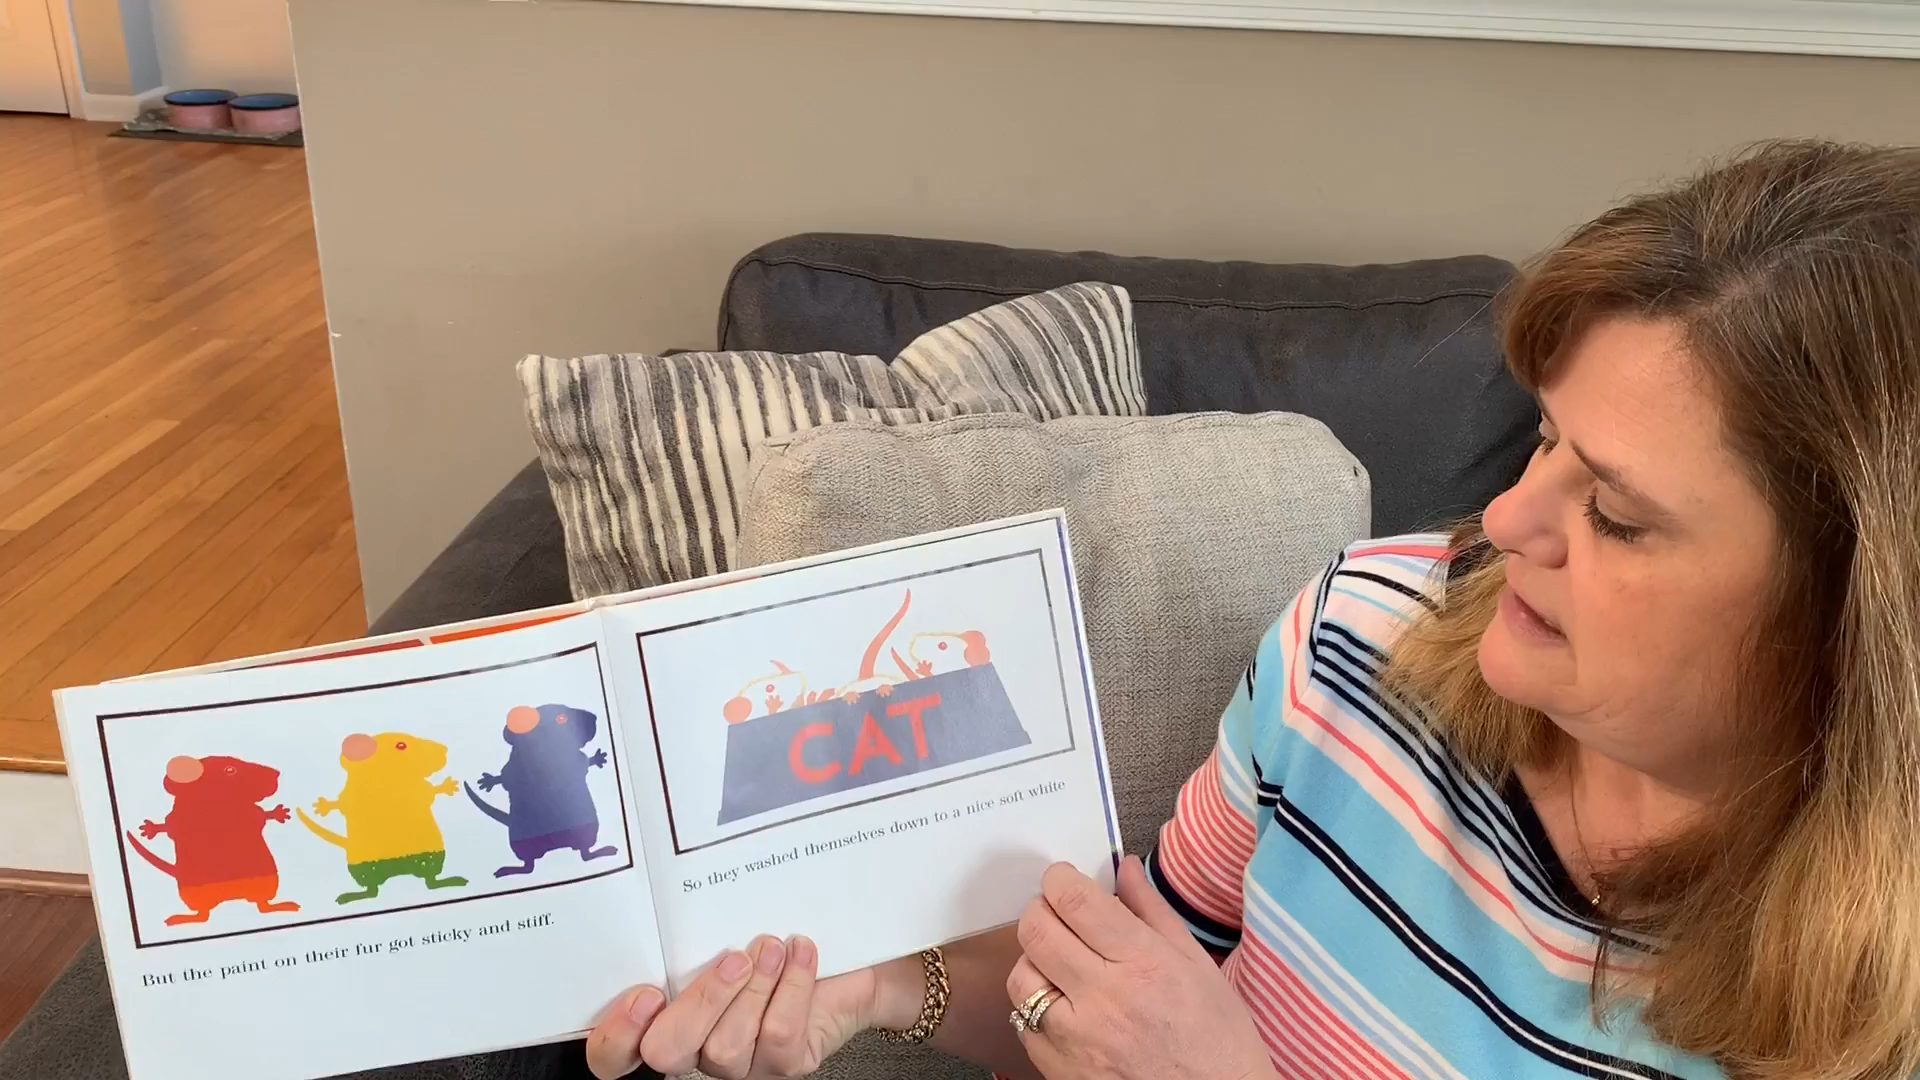 But the paint on their fur got sticky and stiff.
CAT
So they washed themselves down to a nice soft white